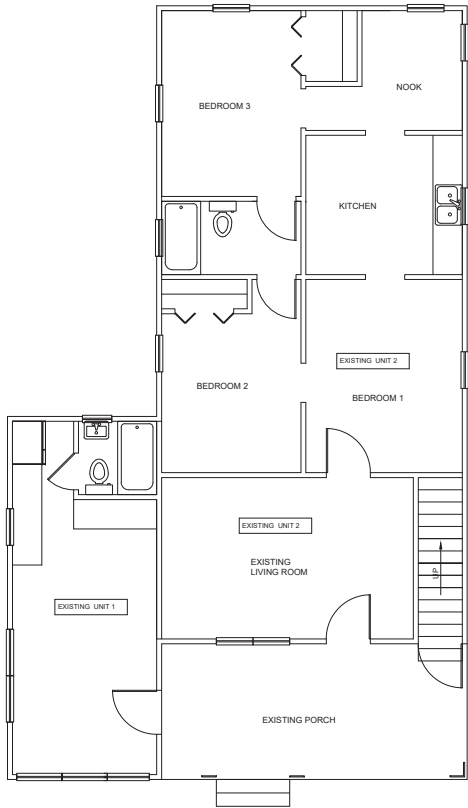 NOOK
BEDROOM 3
KITCHEN
EXISTING UNIT 2
BEDROOM 2
BEDROOM 1
EXISTING UNIT 2
EXISTING
LIVING ROOM
UP
EXISTING UNIT 1
EXISTING PORCH